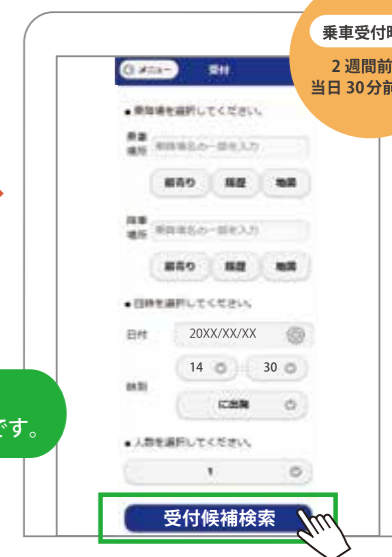 乗車受付時
2週間前
当日30分前
メニュー 受付
●乗降場を選択してください。
乗車
場所 乗降場名の一部を入力
最寄り 履歴 地図
降車
場所 乗降場名の一部を入力
最寄り 履歴 地図
●日時を選択してください。
日付 20XX/XX/XX
14 : 30
時刻
に出発
です。
●人数を選択してください。
1
受付候補検索